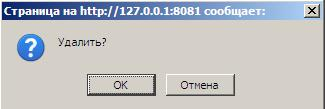 Страница на http://127.0.0.1:8081 сообщает:
Удалить?
OK
Отмена